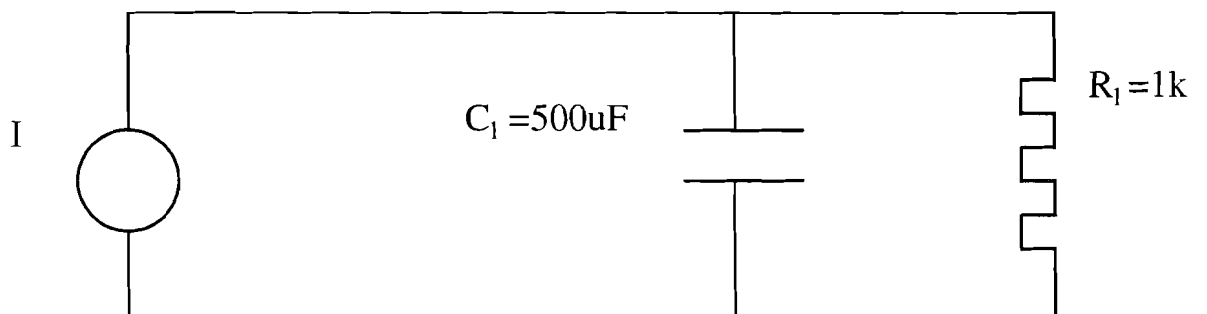 I
C₁ =500uF
R₁ =1k